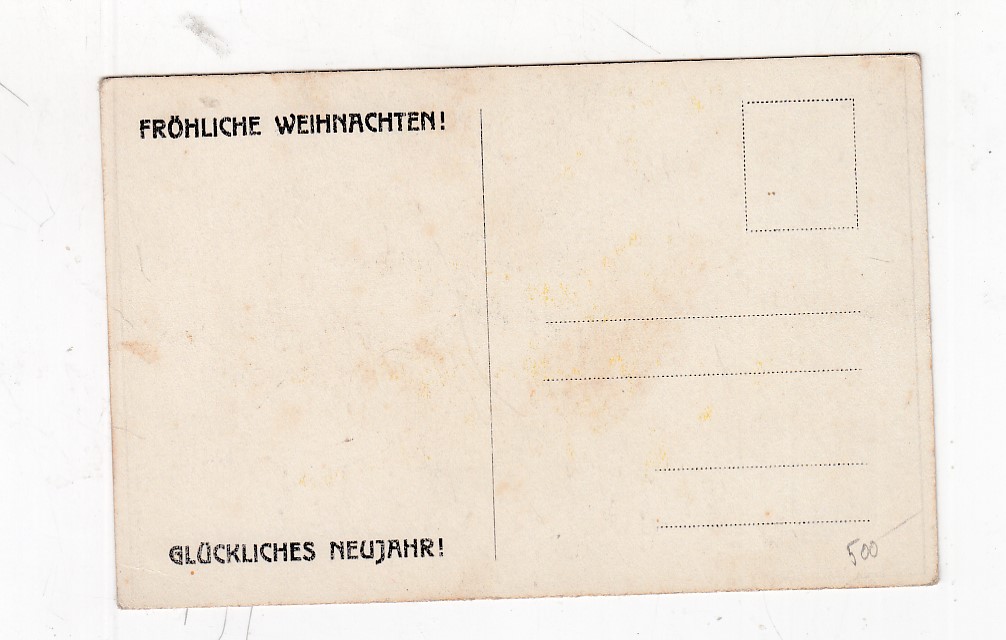 FRÖHLICHE WEIHNACHTEN!
GLÜCKLICHES NEUJAHR!
500